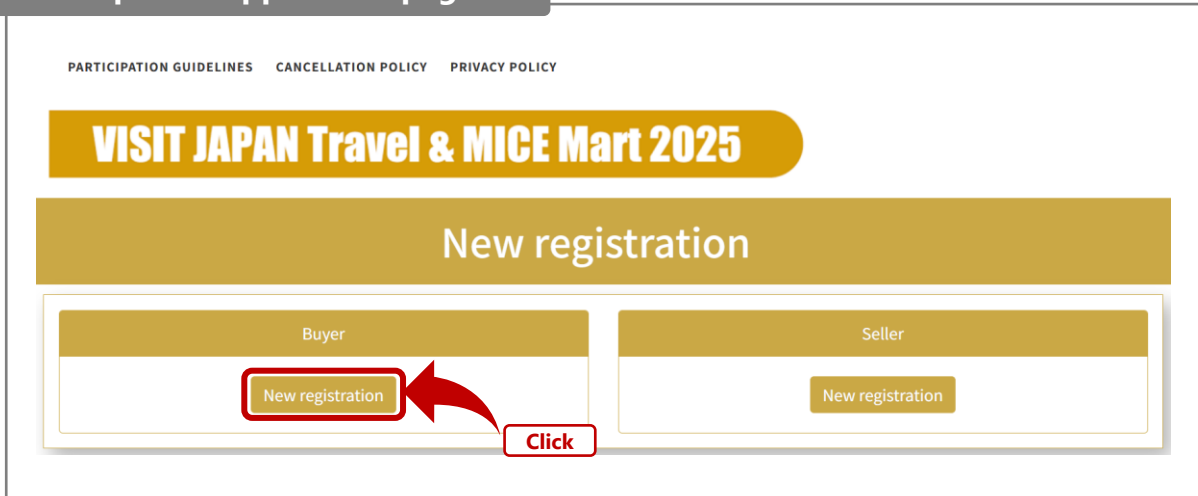 PARTICIPATION GUIDELINES CANCELLATION POLICY PRIVACY POLICY
VISIT JAPAN Travel & MICE Mart 2025
New registration
Buyer
New registration
Click
Seller
New registration